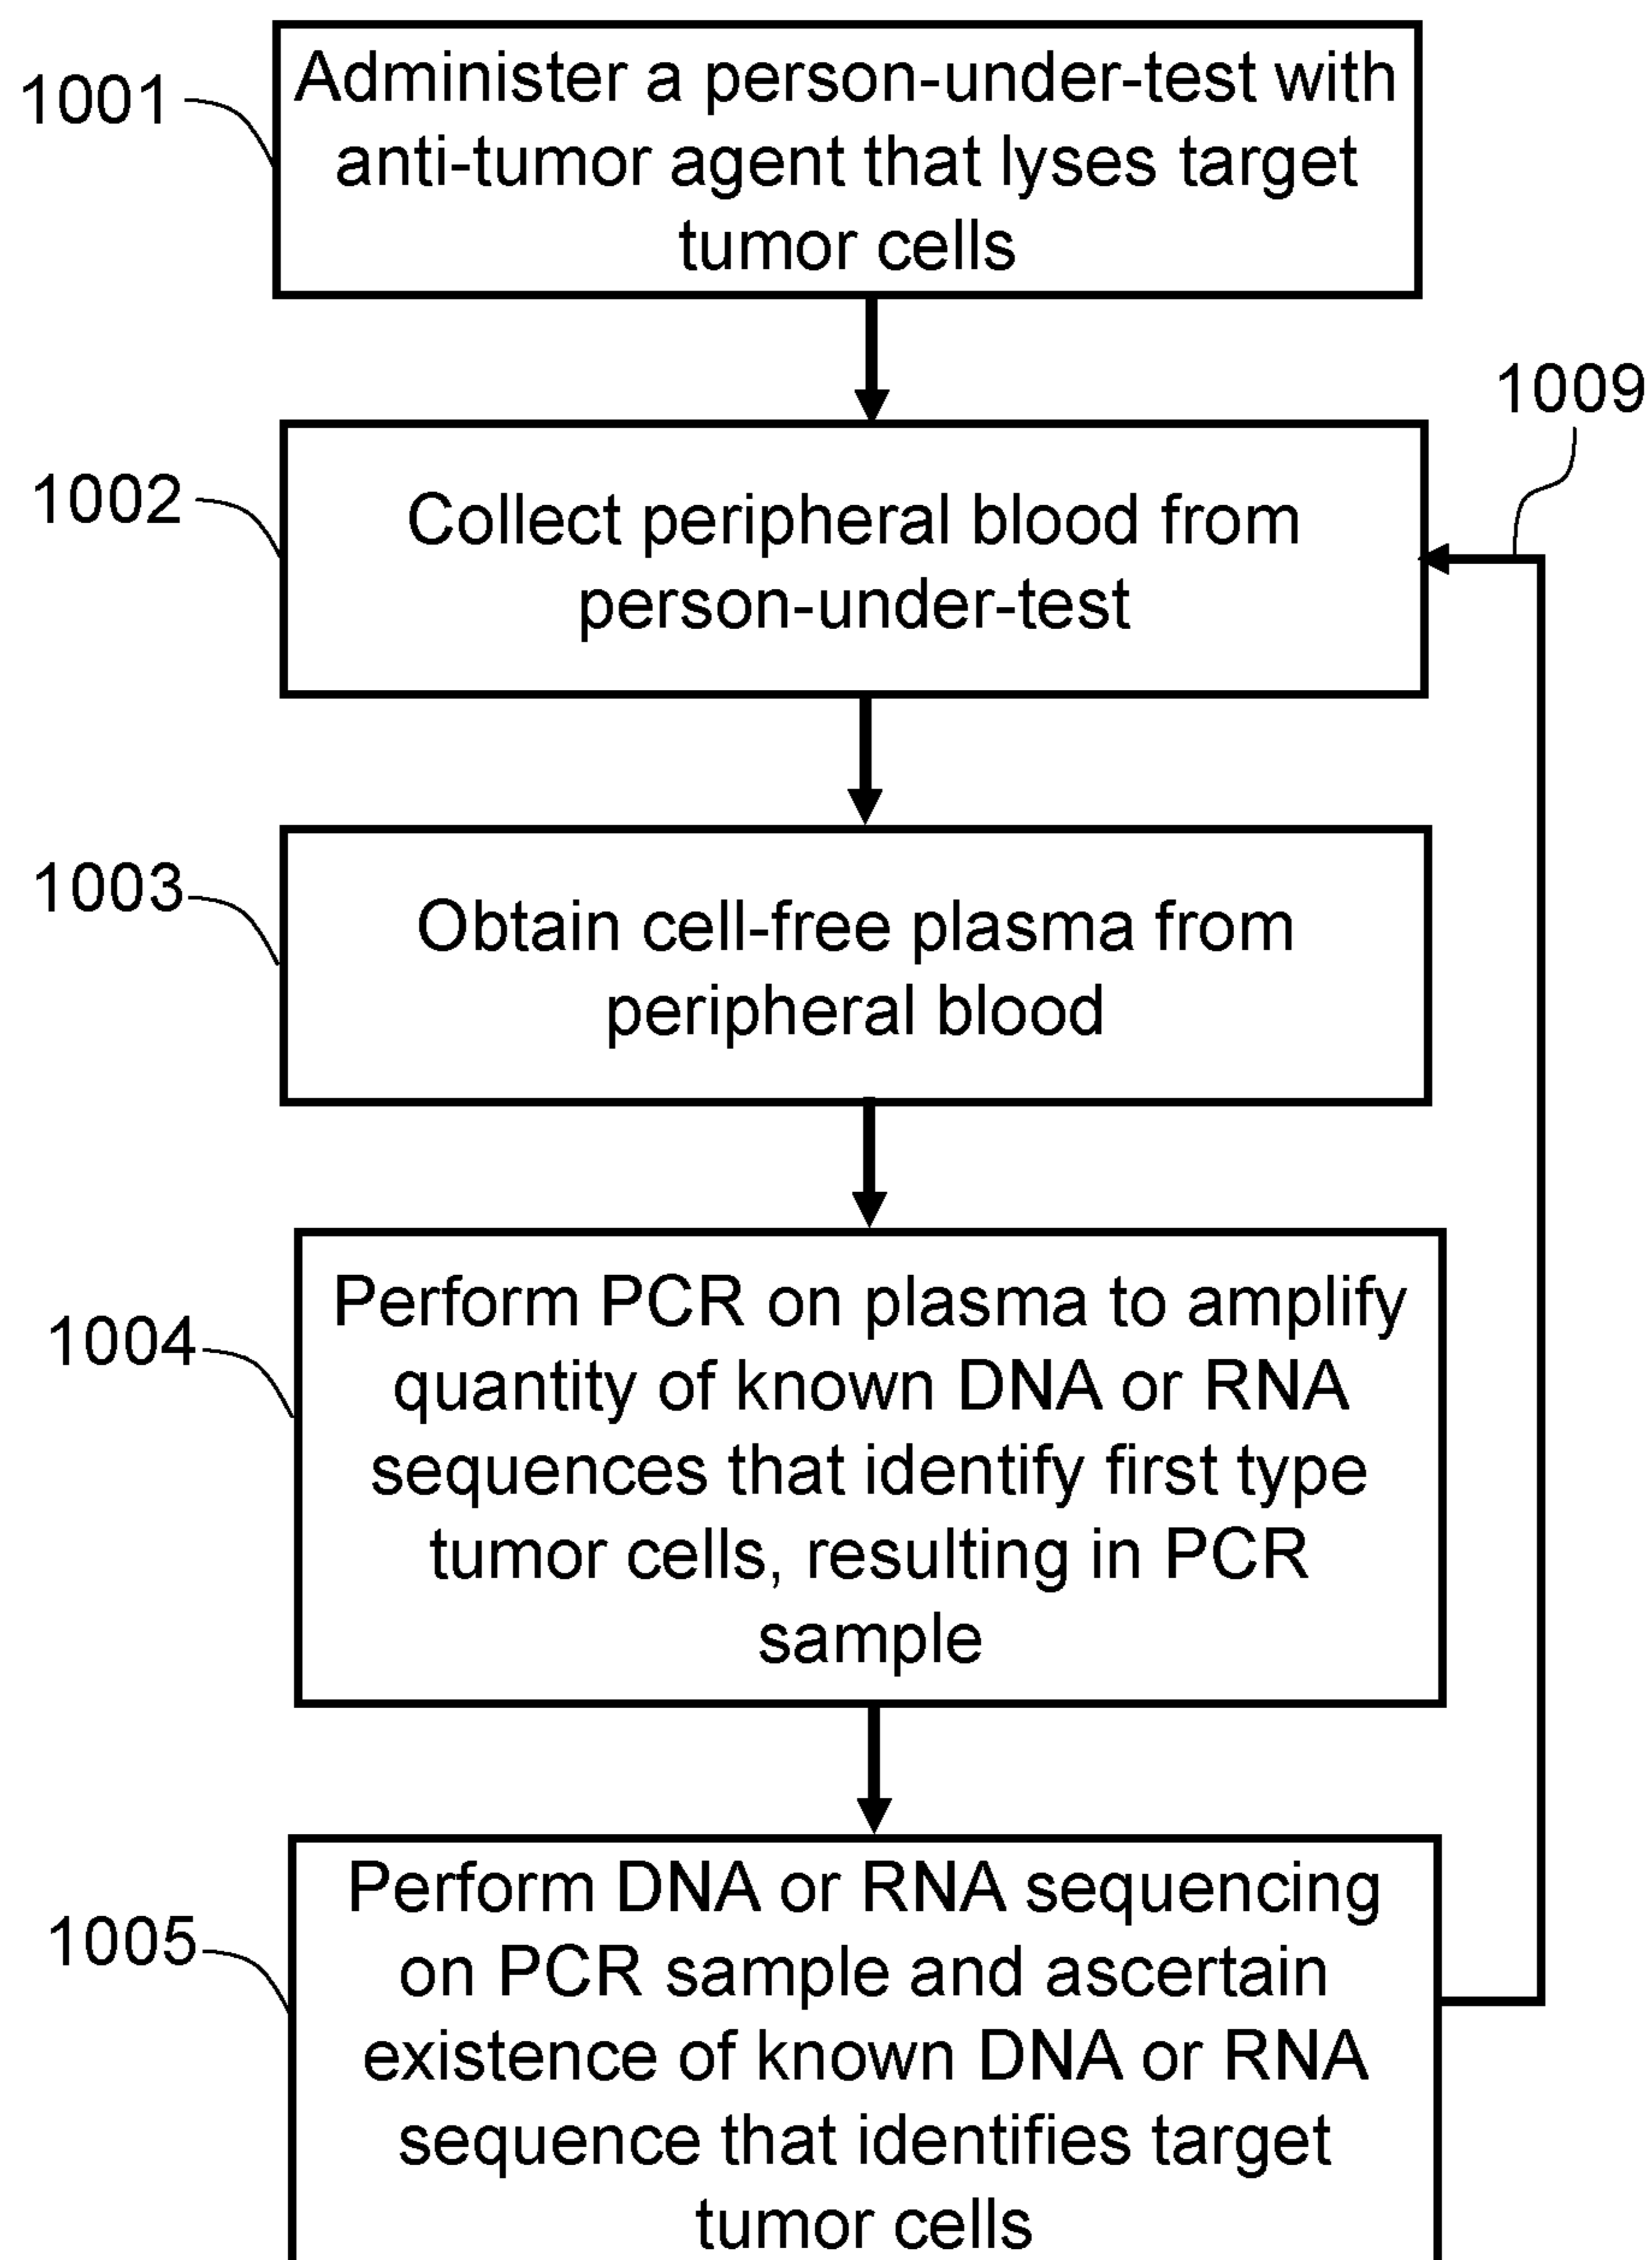 1001
Administer a person-under-test with
anti-tumor agent that lyses target
tumor cells
1009
1002
Collect peripheral blood from
person-under-test
1003
Obtain cell-free plasma from
peripheral blood
1004
Perform PCR on plasma to amplify
quantity of known DNA or RNA
sequences that identify first type
tumor cells, resulting in PCR
sample
1005
Perform DNA or RNA sequencing
on PCR sample and ascertain
existence of known DNA or RNA
sequence that identifies target
tumor cells